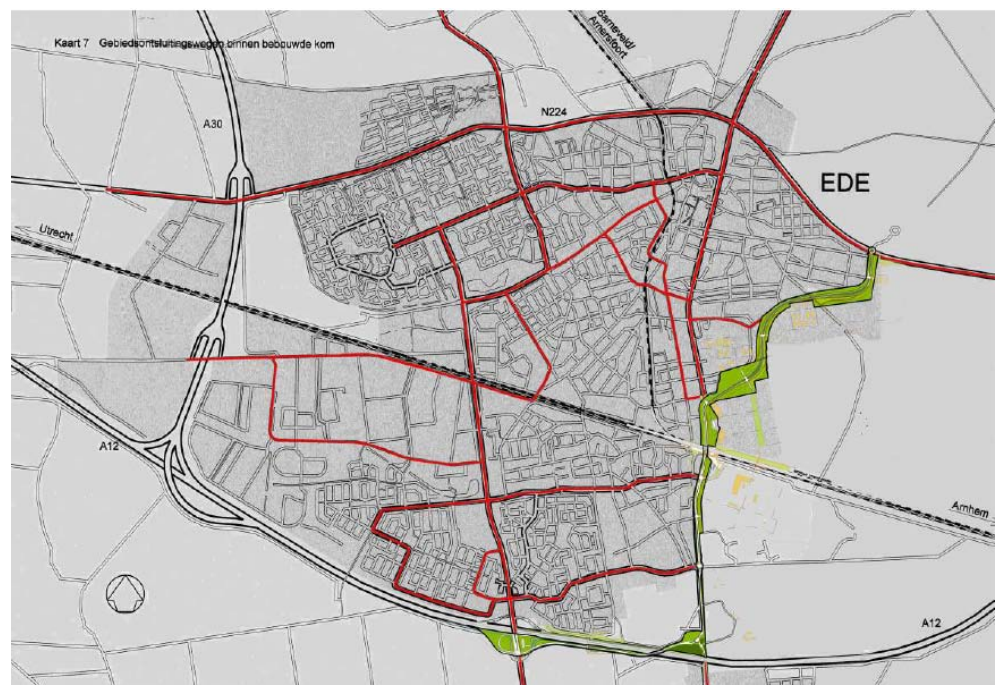 Barneveld/
Amersfoort
Kaart 7 Gebiedsontsluitingswegen binnen bebouwde kom
N224
A30
EDE
Utrecht
A12
Arnhem
A12